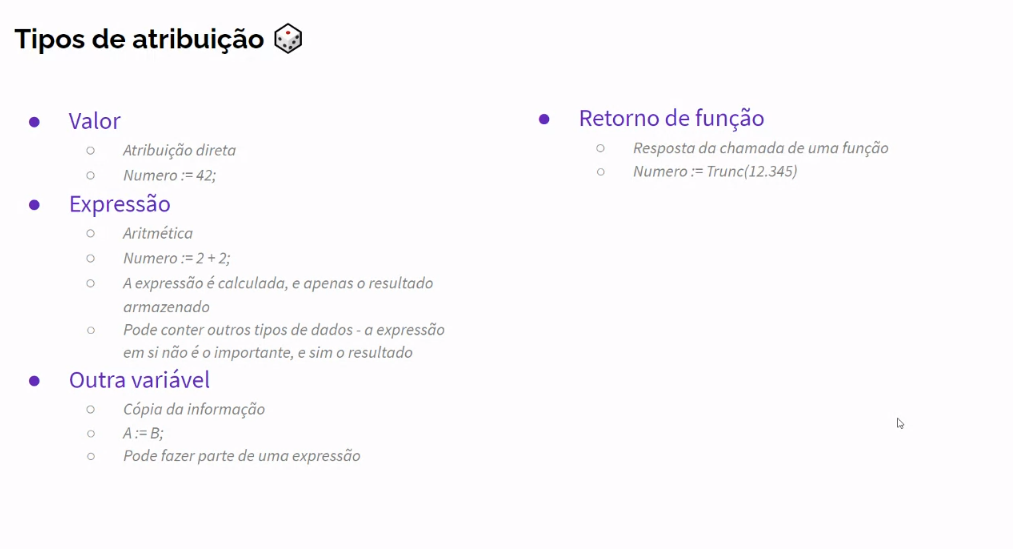 Tipos de atribuição
Valor
Atribuição direta
Numero := 42;
Expressão
Aritmética
Numero := 2 + 2;
A expressão é calculada, e apenas o resultado
armazenado
Pode conter outros tipos de dados - a expressão
em si não é o importante, e sim o resultado
Outra variável
Cópia da informação
A := B;
Pode fazer parte de uma expressão
Retorno de função
Resposta da chamada de uma função
Numero := Trunc(12.345)